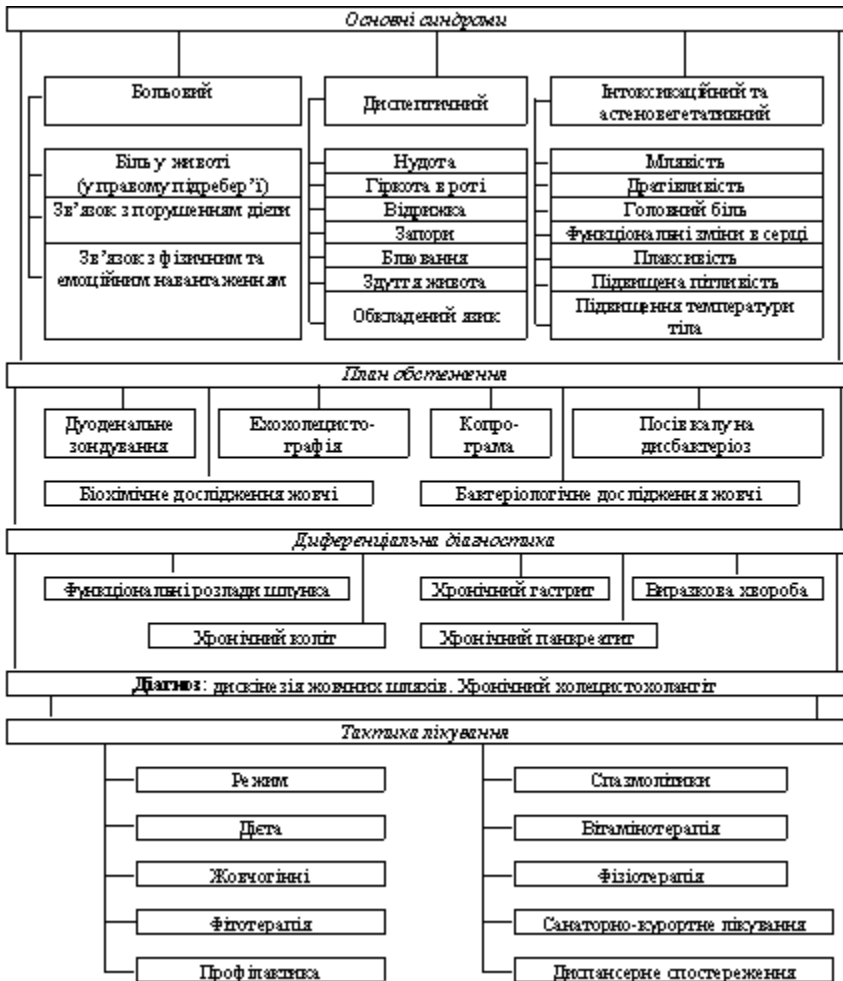 Основні синдроми
Больовий
Диспептичний
Інтоксикаційний та
астеновегетативний
Біль у животі
(у правому підребер’ї)
Зв’язок з порушенням дієти
Зв’язок з фізичним та
емоційним навантаженням
Нудота
Гіркота в роті
Відрижка
Запори
Блювання
Здуття живота
Обкладений язик
Млявість
Дратівливість
Головний біль
Функціональні зміни в серці
Плаксивість
Підвищена пітливість
Підвищення температури
тіла
План обстеження
Дуоденальне
зондування
Ехохолецисто-
графія
Копро-
грама
Посів калу на
дисбактеріоз
Біохімічне дослідження жовчі
Бактеріологічне дослідження жовчі
Диференціальна діагностика
Функціональні розлади шлунка
Хронічний гастрит
Виразкова хвороба
Хронічний коліт
Хронічний панкреатит
Діагноз: дискінезія жовчних шляхів. Хронічний холецистохолангіт
Тактика лікування
Режим
Дієта
Жовчогінні
Фітотерапія
Профілактика
Спазмолітики
Вітамінотерапія
Фізіотерапія
Санаторно-курортне лікування
Диспансерне спостереження